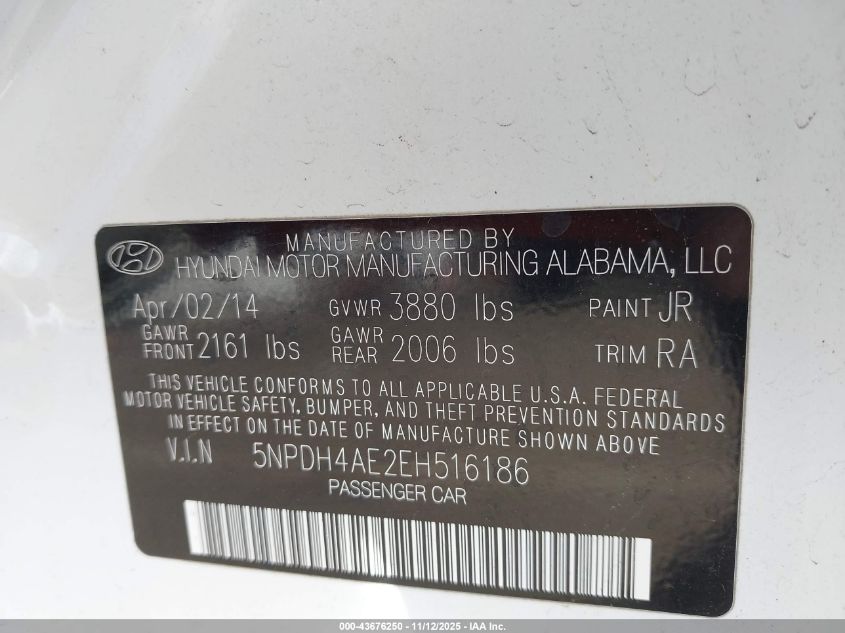 MANUFACTURED BY
HYUNDAI MOTOR MANUFACTURING ALABAMA, LLC
Apr/02/14 GVWR 3880 lbs PAINT JR
GAWR FRONT 2161 lbs GAWR REAR 2006 lbs TRIM RA
THIS VEHICLE CONFORMS TO ALL APPLICABLE U.S.A. FEDERAL
MOTOR VEHICLE SAFETY, BUMPER, AND THEFT PREVENTION STANDARDS
IN EFFECT ON THE DATE OF MANUFACTURE SHOWN ABOVE
V.I.N 5NPDH4AE2EH516186
PASSENGER CAR
000-43676250 - 11/12/2025 - IAA Inc.